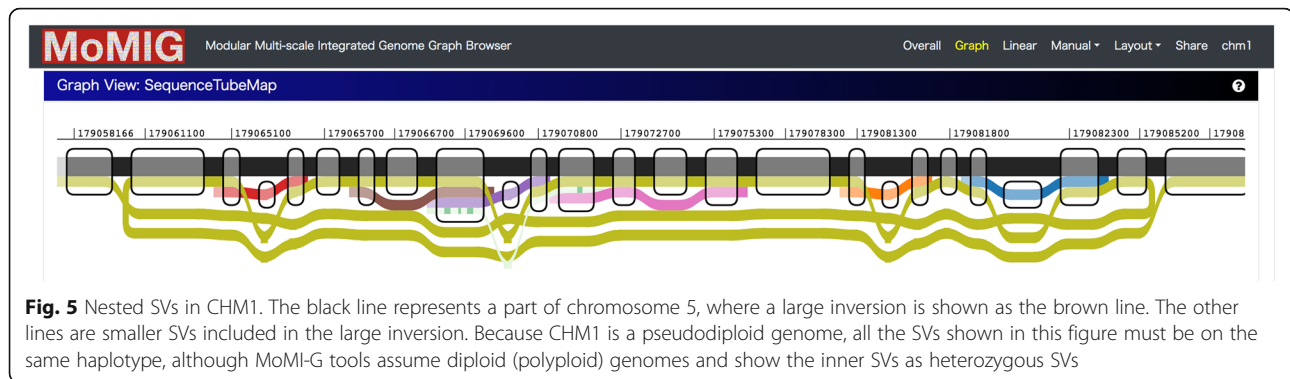 MoMIG Modular Multi-scale Integrated Genome Graph Browser Overall Graph Linear Manual Layout Share chm1
Graph View: SequenceTubeMap ?
|179058166 |179061100 |179065100 |179065700 |179066700 |179069600 |179070800 |179072700 |179075300 |179078300 |179081300 |179081800 |179082300 |179085200 |17908
Fig. 5 Nested SVs in CHM1. The black line represents a part of chromosome 5, where a large inversion is shown as the brown line. The other
lines are smaller SVs included in the large inversion. Because CHM1 is a pseudodiploid genome, all the SVs shown in this figure must be on the
same haplotype, although MoMI-G tools assume diploid (polyploid) genomes and show the inner SVs as heterozygous SVs